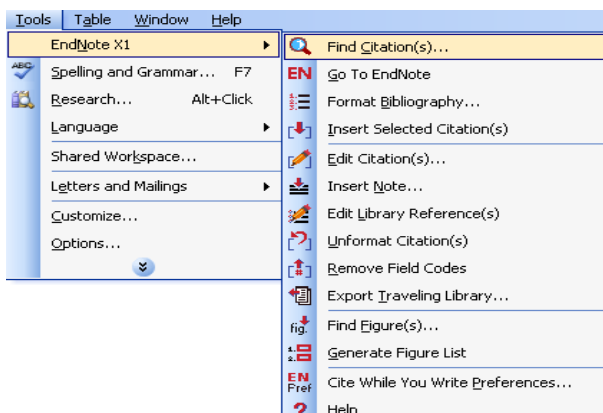 Tools Table Window Help
EndNote X1
ABC Spelling and Grammar... F7
Research... Alt+Click
Language
Shared Workspace...
Letters and Mailings
Customize...
Options...
Find Citation(s)...
EN Go To EndNote
Format Bibliography...
Insert Selected Citation(s)
Edit Citation(s)...
Insert Note...
Edit Library Reference(s)
Unformat Citation(s)
Remove Field Codes
Export Traveling Library...
fig. Find Figure(s)...
Generate Figure List
EN Pref Cite While You Write Preferences...
? Help